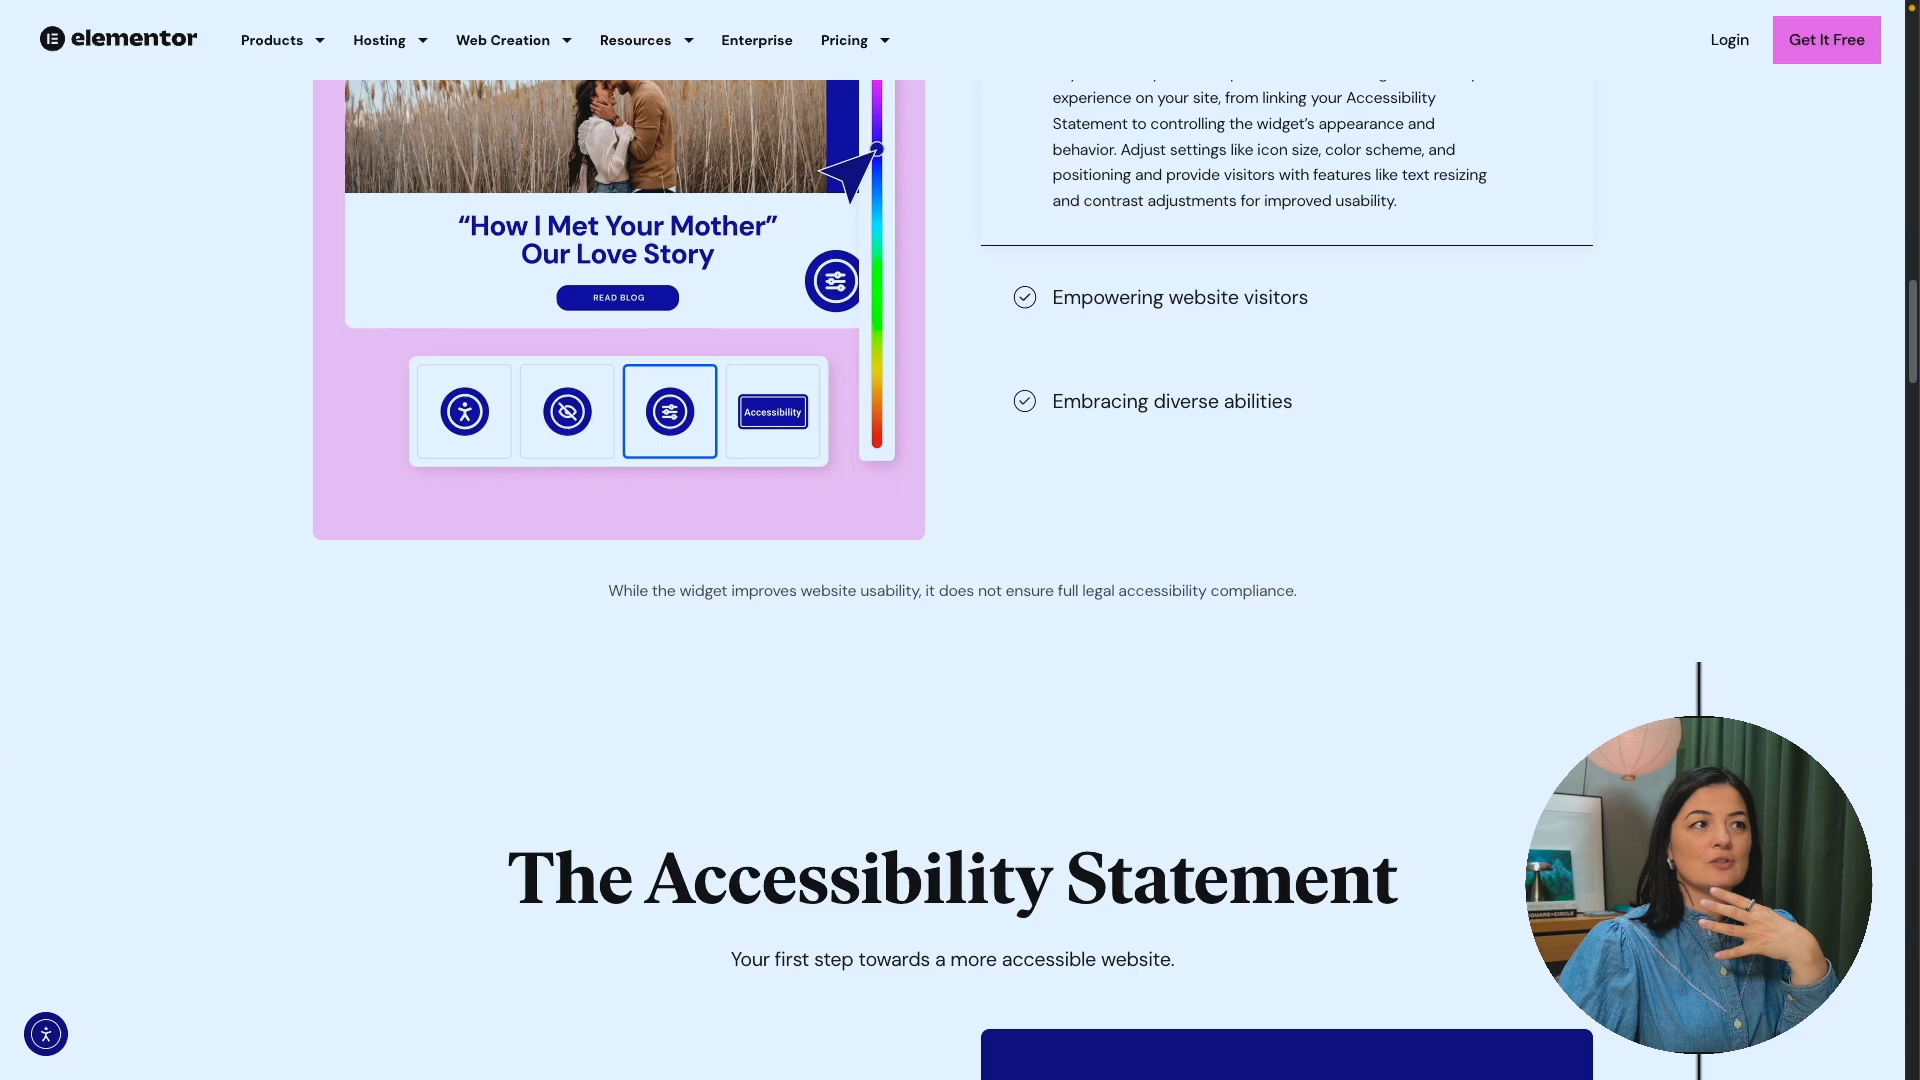 elementor
Products
Hosting
Web Creation
Resources
Enterprise
Pricing
Login
Get It Free
experience on your site, from linking your Accessibility
Statement to controlling the widget’s appearance and
behavior. Adjust settings like icon size, color scheme, and
positioning and provide visitors with features like text resizing
and contrast adjustments for improved usability.
“How I Met Your Mother”
Our Love Story
READ BLOG
Accessibility
Empowering website visitors
Embracing diverse abilities
While the widget improves website usability, it does not ensure full legal accessibility compliance.
The Accessibility Statement
Your first step towards a more accessible website.